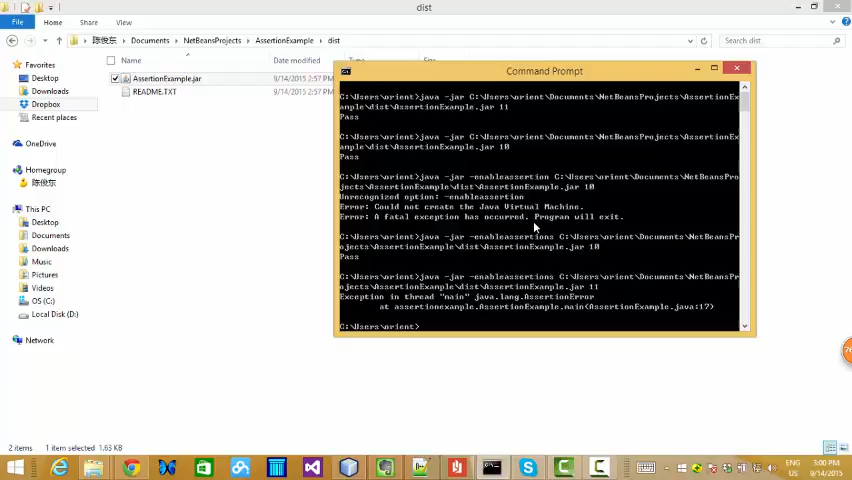 dist
File
Home
Share
View
陈俊东
Documents
NetBeansProjects
AssertionExample
dist
Search dist
Favorites
Desktop
Downloads
Dropbox
Recent places
OneDrive
Homegroup
陈俊东
This PC
Desktop
Documents
Downloads
Music
Pictures
Videos
OS (C:)
Local Disk (D:)
Network
Name
Date modified
AssertionExample.jar
9/14/2015 2:57 PM
README.TXT
9/14/2015 2:57 PM
Command Prompt
C:\Users\orient>java -jar C:\Users\orient\Documents\NetBeansProjects\AssertionEx
ample\dist\AssertionExample.jar 11
Pass
C:\Users\orient>java -jar C:\Users\orient\Documents\NetBeansProjects\AssertionEx
ample\dist\AssertionExample.jar 10
Pass
C:\Users\orient>java -jar -enableassertion C:\Users\orient\Documents\NetBeansPro
jects\AssertionExample\dist\AssertionExample.jar 10
Unrecognized option: -enableassertion
Error: Could not create the Java Virtual Machine.
Error: A fatal exception has occurred. Program will exit.
C:\Users\orient>java -jar -enableassertions C:\Users\orient\Documents\NetBeansPr
ojects\AssertionExample\dist\AssertionExample.jar 10
Pass
C:\Users\orient>java -jar -enableassertions C:\Users\orient\Documents\NetBeansPr
ojects\AssertionExample\dist\AssertionExample.jar 11
Exception in thread "main" java.lang.AssertionError
at assertionexample.AssertionExample.main(AssertionExample.java:17)
C:\Users\orient>
76
2 items
1 item selected 1.63 KB
ENG
US
3:00 PM
9/14/2015